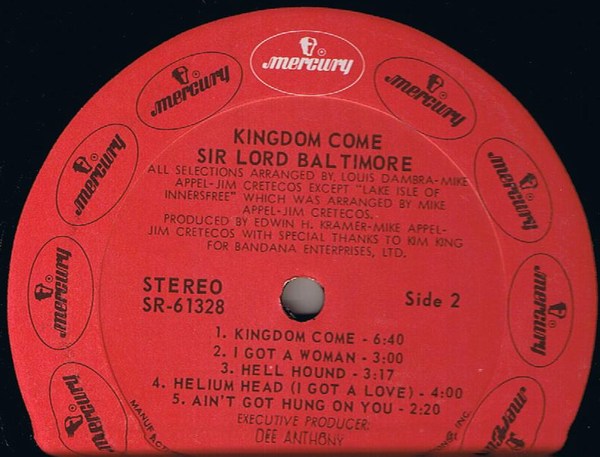 mercury
mercury
mercury
mercury
mercury
mercury
mercury
mercury
mercury
KINGDOM COME
SIR LORD BALTIMORE
ALL SELECTIONS ARRANGED BY LOUIS DAMBRA-MIKE
APPEL-JIM CRETECOS EXCEPT "LAKE ISLE OF
INNERSFREE" WHICH WAS ARRANGED BY MIKE
APPEL-JIM CRETECOS.
PRODUCED BY EDWIN H. KRAMER-MIKE APPEL-
JIM CRETECOS WITH SPECIAL THANKS TO KIM KING
FOR BANDANA ENTERPRISES, LTD.
STEREO
SR-61328
Side 2
1. KINGDOM COME - 6:40
2. I GOT A WOMAN - 3:00
3. HELL HOUND - 3:17
4. HELIUM HEAD (I GOT A LOVE) - 4:00
5. AIN'T GOT HUNG ON YOU - 2:20
EXECUTIVE PRODUCER:
DEE ANTHONY
INC.